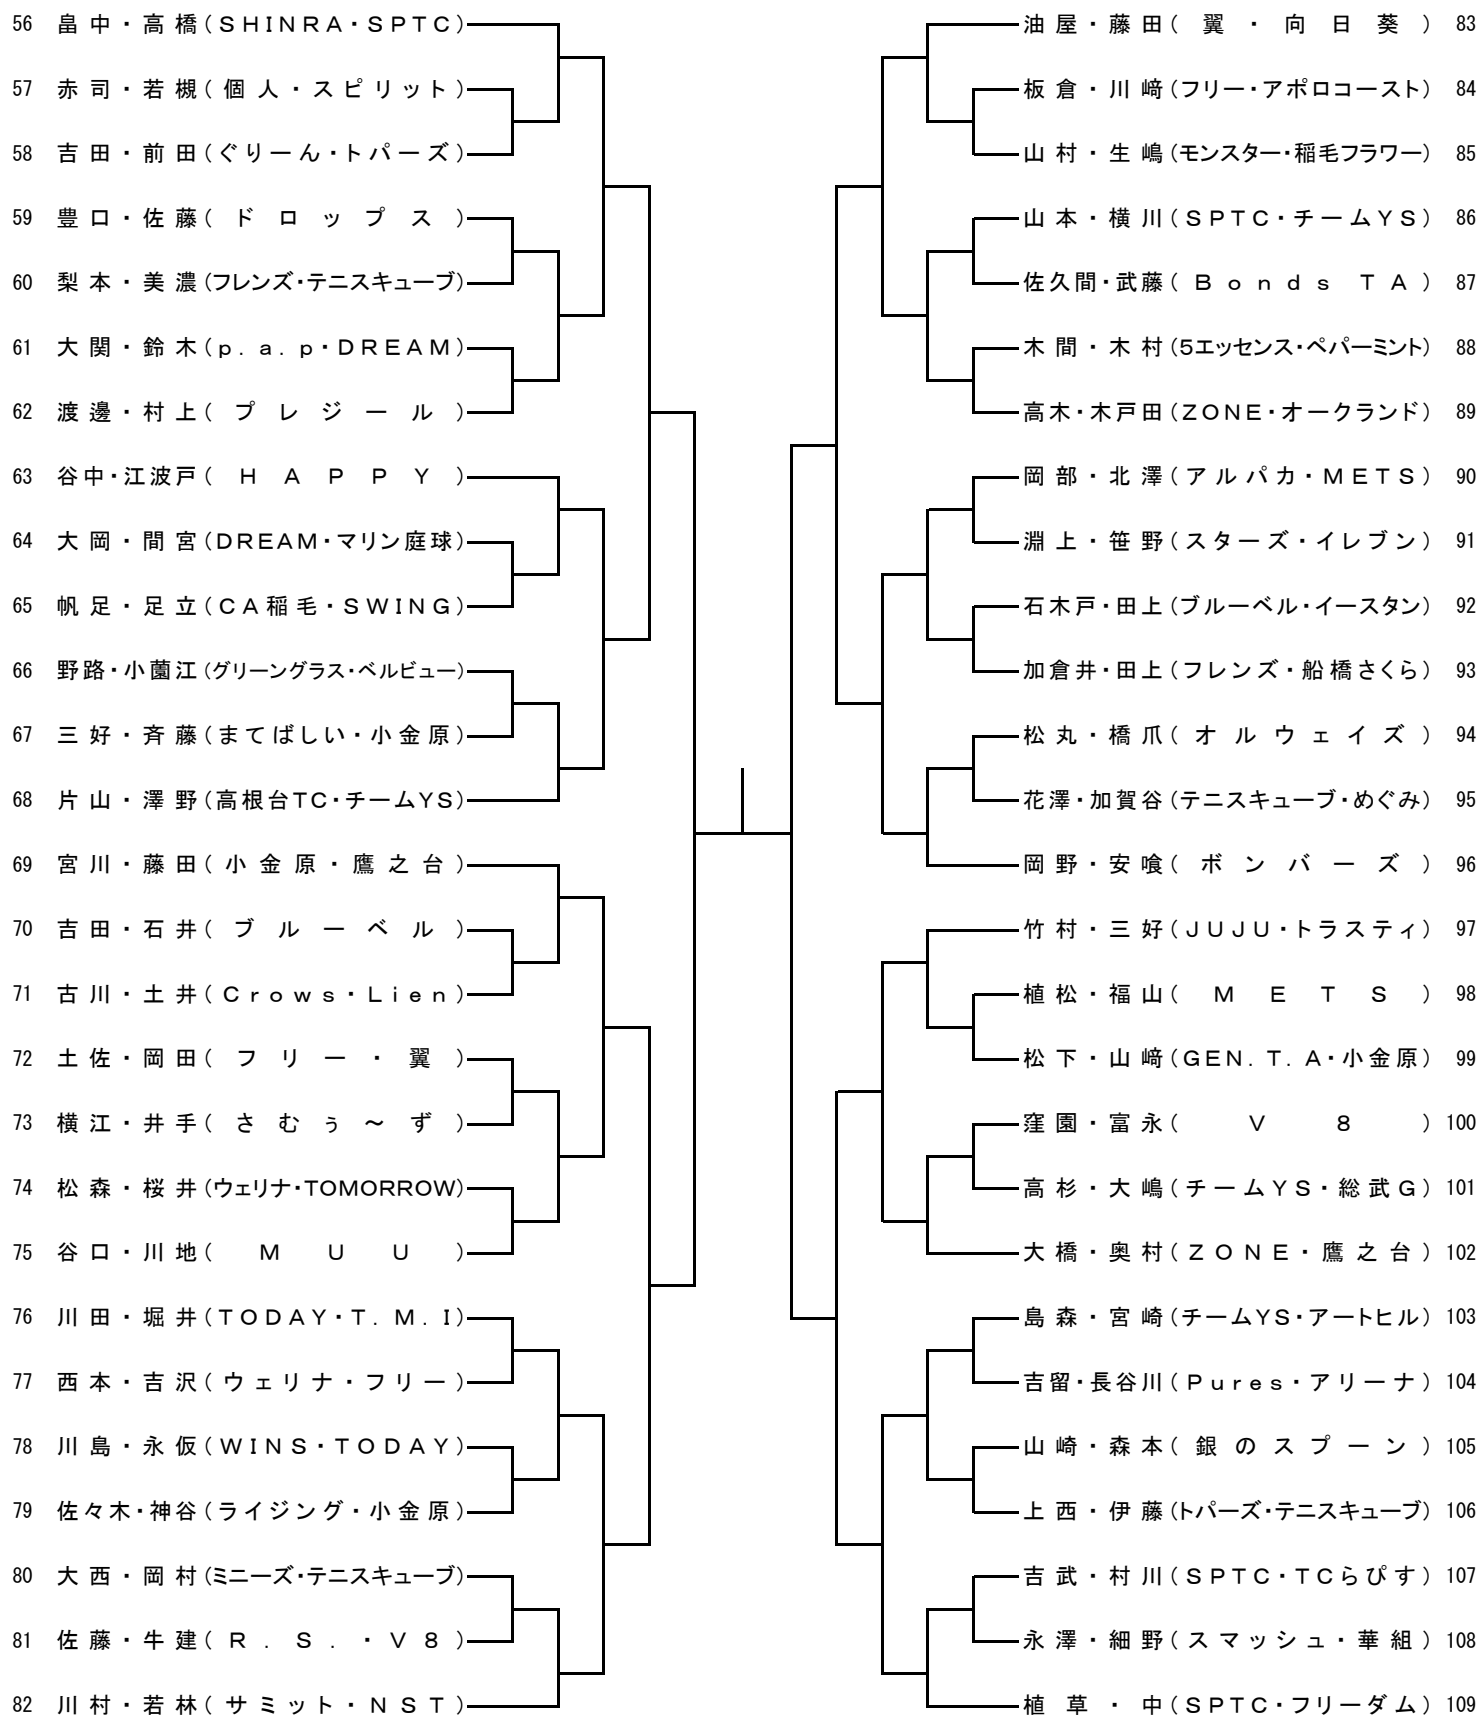 56 畠中・高橋(SHINRA・SPTC)
57 赤司・若槻(個人・スピリット)
58 吉田・前田(ぐりーん・トパーズ)
59 豊口・佐藤(ドロップス)
60 梨本・美濃(フレンズ・テニスキューブ)
61 大関・鈴木(p.a.p・DREAM)
62 渡邊・村上(プレジール)
63 谷中・江波戸(HAPPY)
64 大岡・間宮(DREAM・マリン庭球)
65 帆足・足立(CA稲毛・SWING)
66 野路・小薗江(グリーングラス・ベルビュー)
67 三好・斉藤(まてばしい・小金原)
68 片山・澤野(高根台TC・チームYS)
69 宮川・藤田(小金原・鷹之台)
70 吉田・石井(ブルーベル)
71 古川・土井(Crows・Lien)
72 土佐・岡田(フリー・翼)
73 横江・井手(さむぅ～ず)
74 松森・桜井(ウェリナ・TOMORROW)
75 谷口・川地(MUU)
76 川田・堀井(TODAY・T.M.I)
77 西本・吉沢(ウェリナ・フリー)
78 川島・永仮(WINS・TODAY)
79 佐々木・神谷(ライジング・小金原)
80 大西・岡村(ミニーズ・テニスキューブ)
81 佐藤・牛建(R.S.・V8)
82 川村・若林(サミット・NST)
油屋・藤田(翼・向日葵) 83
板倉・川﨑(フリー・アポロコースト) 84
山村・生嶋(モンスター・稲毛フラワー) 85
山本・横川(SPTC・チームYS) 86
佐久間・武藤(Bonds TA) 87
木間・木村(5エッセンス・ペパーミント) 88
高木・木戸田(ZONE・オークランド) 89
岡部・北澤(アルパカ・METS) 90
淵上・笹野(スターズ・イレブン) 91
石木戸・田上(ブルーベル・イースタン) 92
加倉井・田上(フレンズ・船橋さくら) 93
松丸・橋爪(オルウェイズ) 94
花澤・加賀谷(テニスキューブ・めぐみ) 95
岡野・安喰(ボンバーズ) 96
竹村・三好(JUJU・トラスティ) 97
植松・福山(METS) 98
松下・山﨑(GEN.T.A・小金原) 99
窪園・富永(V8) 100
高杉・大嶋(チームYS・総武G) 101
大橋・奥村(ZONE・鷹之台) 102
島森・宮崎(チームYS・アートヒル) 103
吉留・長谷川(Pures・アリーナ) 104
山崎・森本(銀のスプーン) 105
上西・伊藤(トパーズ・テニスキューブ) 106
吉武・村川(SPTC・TCらぴす) 107
永澤・細野(スマッシュ・華組) 108
植草・中(SPTC・フリーダム) 109